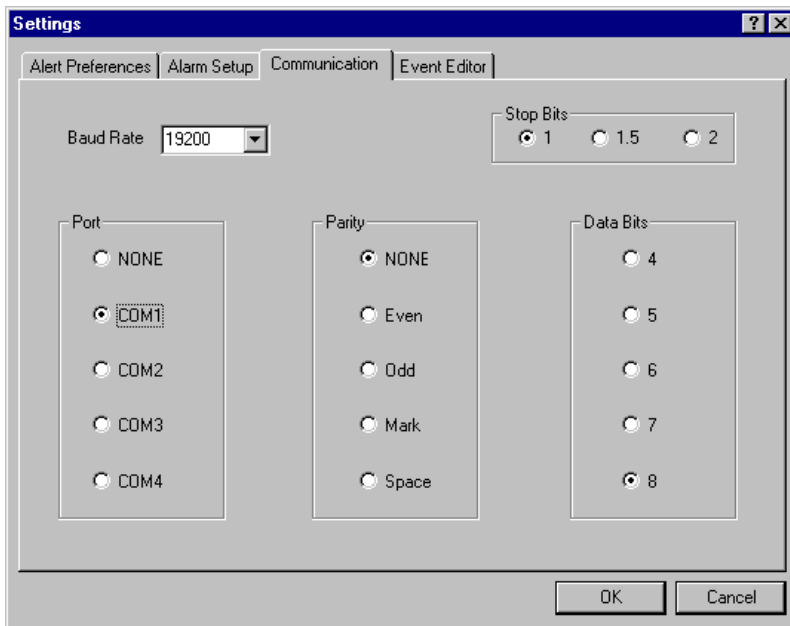 Settings
Alert Preferences Alarm Setup Communication Event Editor
Baud Rate 19200
Stop Bits
1 1.5 2
Port
NONE
COM1
COM2
COM3
COM4
Parity
NONE
Even
Odd
Mark
Space
Data Bits
4
5
6
7
8
OK Cancel